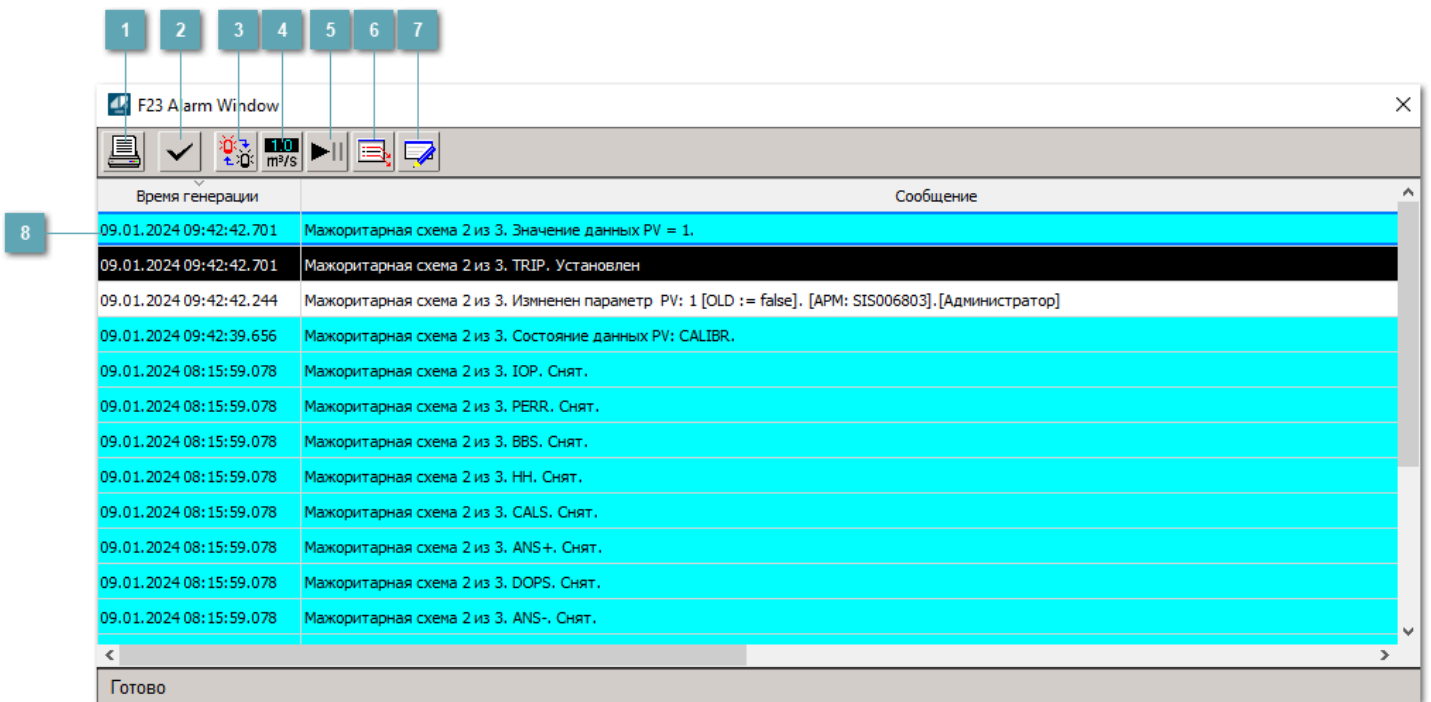 1 2 3 4 5 6 7
F23 Alarm Window
1.0
m³/s
Время генерации Сообщение
8
09.01.2024 09:42:42.701 Мажоритарная схема 2 из 3. Значение данных PV = 1.
09.01.2024 09:42:42.701 Мажоритарная схема 2 из 3. TRIP. Установлен
09.01.2024 09:42:42.244 Мажоритарная схема 2 из 3. Измненен параметр PV: 1 [OLD := false]. [АРМ: SIS006803].[Администратор]
09.01.2024 09:42:39.656 Мажоритарная схема 2 из 3. Состояние данных PV: CALIBR.
09.01.2024 08:15:59.078 Мажоритарная схема 2 из 3. IOP. Снят.
09.01.2024 08:15:59.078 Мажоритарная схема 2 из 3. PERR. Снят.
09.01.2024 08:15:59.078 Мажоритарная схема 2 из 3. BBS. Снят.
09.01.2024 08:15:59.078 Мажоритарная схема 2 из 3. HH. Снят.
09.01.2024 08:15:59.078 Мажоритарная схема 2 из 3. CALS. Снят.
09.01.2024 08:15:59.078 Мажоритарная схема 2 из 3. ANS+. Снят.
09.01.2024 08:15:59.078 Мажоритарная схема 2 из 3. DOPS. Снят.
09.01.2024 08:15:59.078 Мажоритарная схема 2 из 3. ANS-. Снят.
Готово